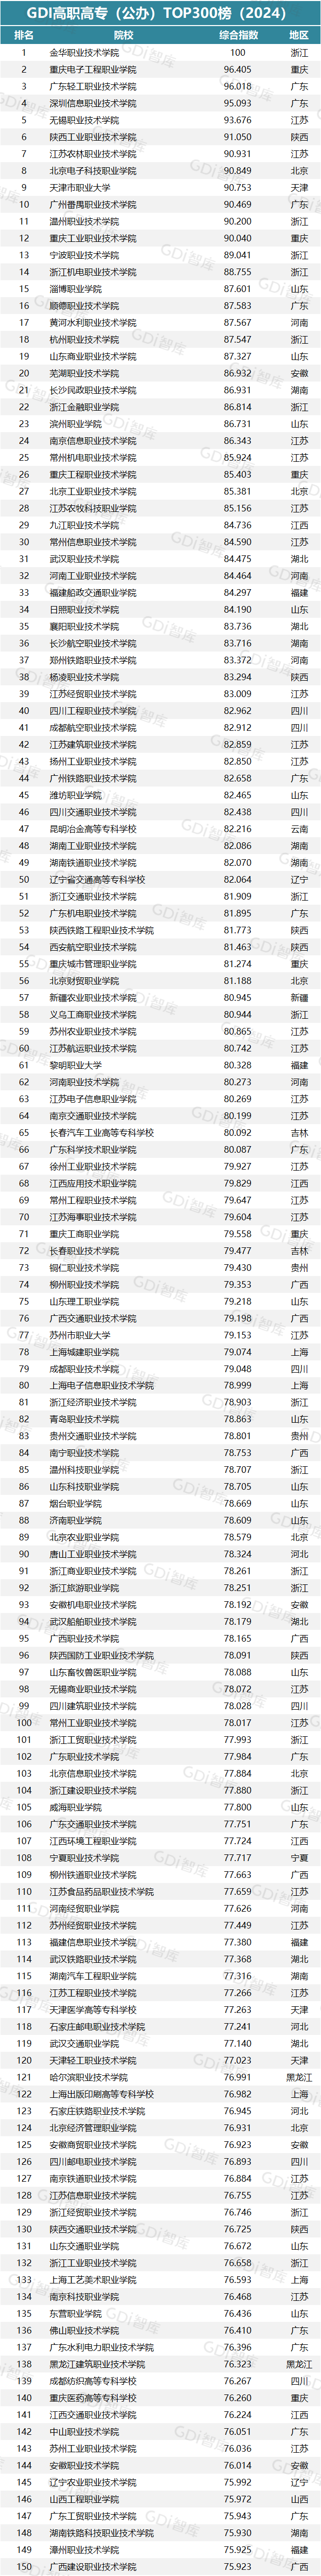 GDI高职高专（公办）TOP300榜（2024）
排名 院校 综合指数 地区
1 金华职业技术学院 100 浙江
2 重庆电子工程职业学院 96.405 重庆
3 广东轻工职业技术学院 96.018 广东
4 深圳信息职业技术学院 95.093 广东
5 无锡职业技术学院 93.676 江苏
6 陕西工业职业技术学院 91.050 陕西
7 江苏农林职业技术学院 90.931 江苏
8 北京电子科技职业学院 90.849 北京
9 天津市职业大学 90.753 天津
10 广州番禺职业技术学院 90.469 广东
11 温州职业技术学院 90.200 浙江
12 重庆工业职业技术学院 90.040 重庆
13 宁波职业技术学院 89.041 浙江
14 浙江机电职业技术学院 88.755 浙江
15 淄博职业学院 87.601 山东
16 顺德职业技术学院 87.583 广东
17 黄河水利职业技术学院 87.567 河南
18 杭州职业技术学院 87.547 浙江
19 山东商业职业技术学院 87.327 山东
20 芜湖职业技术学院 86.932 安徽
21 长沙民政职业技术学院 86.931 湖南
22 浙江金融职业学院 86.814 浙江
23 滨州职业学院 86.731 山东
24 南京信息职业技术学院 86.343 江苏
25 常州机电职业技术学院 85.924 江苏
26 重庆工程职业技术学院 85.403 重庆
27 北京工业职业技术学院 85.381 北京
28 江苏农牧科技职业学院 85.156 江苏
29 九江职业技术学院 84.736 江西
30 常州信息职业技术学院 84.590 江苏
31 武汉职业技术学院 84.475 湖北
32 河南工业职业技术学院 84.464 河南
33 福建船政交通职业学院 84.297 福建
34 日照职业技术学院 84.190 山东
35 襄阳职业技术学院 83.736 湖北
36 长沙航空职业技术学院 83.716 湖南
37 郑州铁路职业技术学院 83.372 河南
38 杨凌职业技术学院 83.294 陕西
39 江苏经贸职业技术学院 83.009 江苏
40 四川工程职业技术学院 82.962 四川
41 成都航空职业技术学院 82.912 四川
42 江苏建筑职业技术学院 82.859 江苏
43 扬州工业职业技术学院 82.850 江苏
44 广州铁路职业技术学院 82.658 广东
45 潍坊职业学院 82.465 山东
46 四川交通职业技术学院 82.438 四川
47 昆明冶金高等专科学校 82.216 云南
48 湖南工业职业技术学院 82.086 湖南
49 湖南铁道职业技术学院 82.070 湖南
50 辽宁省交通高等专科学校 82.064 辽宁
51 浙江交通职业技术学院 81.909 浙江
52 广东机电职业技术学院 81.895 广东
53 陕西铁路工程职业技术学院 81.773 陕西
54 西安航空职业技术学院 81.463 陕西
55 重庆城市管理职业学院 81.274 重庆
56 北京财贸职业学院 81.188 北京
57 新疆农业职业技术学院 80.945 新疆
58 义乌工商职业技术学院 80.944 浙江
59 苏州农业职业技术学院 80.865 江苏
60 江苏航运职业技术学院 80.742 江苏
61 黎明职业大学 80.328 福建
62 河南职业技术学院 80.273 河南
63 江苏电子信息职业学院 80.269 江苏
64 南京交通职业技术学院 80.199 江苏
65 长春汽车工业高等专科学校 80.092 吉林
66 广东科学技术职业学院 80.087 广东
67 徐州工业职业技术学院 79.927 江苏
68 江西应用技术职业学院 79.829 江西
69 常州工程职业技术学院 79.647 江苏
70 江苏海事职业技术学院 79.604 江苏
71 重庆工商职业学院 79.558 重庆
72 长春职业技术学院 79.477 吉林
73 铜仁职业技术学院 79.430 贵州
74 柳州职业技术学院 79.353 广西
75 山东理工职业学院 79.218 山东
76 广西交通职业技术学院 79.198 广西
77 苏州市职业大学 79.153 江苏
78 上海城建职业学院 79.074 上海
79 成都职业技术学院 79.048 四川
80 上海电子信息职业技术学院 78.999 上海
81 浙江经济职业技术学院 78.903 浙江
82 青岛职业技术学院 78.863 山东
83 贵州交通职业技术学院 78.801 贵州
84 南宁职业技术学院 78.753 广西
85 温州科技职业学院 78.707 浙江
86 山东科技职业学院 78.705 山东
87 烟台职业学院 78.669 山东
88 济南职业学院 78.609 山东
89 北京农业职业学院 78.579 北京
90 唐山工业职业技术学院 78.324 河北
91 浙江商业职业技术学院 78.261 浙江
92 浙江旅游职业学院 78.251 浙江
93 安徽机电职业技术学院 78.192 安徽
94 武汉船舶职业技术学院 78.179 湖北
95 广西职业技术学院 78.165 广西
96 陕西国防工业职业技术学院 78.091 陕西
97 山东畜牧兽医职业学院 78.088 山东
98 无锡商业职业技术学院 78.072 江苏
99 四川建筑职业技术学院 78.028 四川
100 常州工业职业技术学院 78.017 江苏
101 浙江工贸职业技术学院 77.993 浙江
102 广东职业技术学院 77.984 广东
103 北京信息职业技术学院 77.884 北京
104 浙江建设职业技术学院 77.880 浙江
105 威海职业学院 77.800 山东
106 广东交通职业技术学院 77.751 广东
107 江西环境工程职业学院 77.724 江西
108 宁夏职业技术学院 77.717 宁夏
109 柳州铁道职业技术学院 77.663 广西
110 江苏食品药品职业技术学院 77.659 江苏
111 河南经贸职业学院 77.626 河南
112 苏州经贸职业技术学院 77.449 江苏
113 福建信息职业技术学院 77.380 福建
114 武汉铁路职业技术学院 77.368 湖北
115 湖南汽车工程职业学院 77.316 湖南
116 江苏工程职业技术学院 77.266 江苏
117 天津医学高等专科学校 77.263 天津
118 石家庄邮电职业技术学院 77.241 河北
119 武汉交通职业学院 77.140 湖北
120 天津轻工职业技术学院 77.023 天津
121 哈尔滨职业技术学院 76.991 黑龙江
122 上海出版印刷高等专科学校 76.982 上海
123 石家庄铁路职业技术学院 76.945 河北
124 北京经济管理职业学院 76.931 北京
125 安徽商贸职业技术学院 76.923 安徽
126 四川邮电职业技术学院 76.893 四川
127 南京铁道职业技术学院 76.884 江苏
128 江苏信息职业技术学院 76.755 江苏
129 浙江经贸职业技术学院 76.746 浙江
130 陕西交通职业技术学院 76.725 陕西
131 山东交通职业学院 76.672 山东
132 浙江工业职业技术学院 76.658 浙江
133 上海工艺美术职业学院 76.593 上海
134 南京科技职业学院 76.468 江苏
135 东营职业学院 76.436 山东
136 佛山职业技术学院 76.410 广东
137 广东水利电力职业技术学院 76.396 广东
138 黑龙江建筑职业技术学院 76.323 黑龙江
139 成都纺织高等专科学校 76.267 四川
140 重庆医药高等专科学校 76.260 重庆
141 江西交通职业技术学院 76.224 江西
142 中山职业技术学院 76.051 广东
143 苏州工业职业技术学院 76.036 江苏
144 安徽职业技术学院 76.014 安徽
145 辽宁农业职业技术学院 75.992 辽宁
146 山西工程职业学院 75.972 山西
147 广东工贸职业技术学院 75.943 广东
148 湖南铁路科技职业技术学院 75.930 湖南
149 漳州职业技术学院 75.925 福建
150 广西建设职业技术学院 75.923 广西